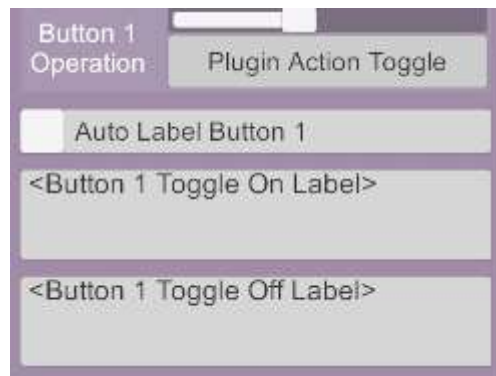 Button 1
Operation
Plugin Action Toggle
Auto Label Button 1
<Button 1 Toggle On Label>
<Button 1 Toggle Off Label>